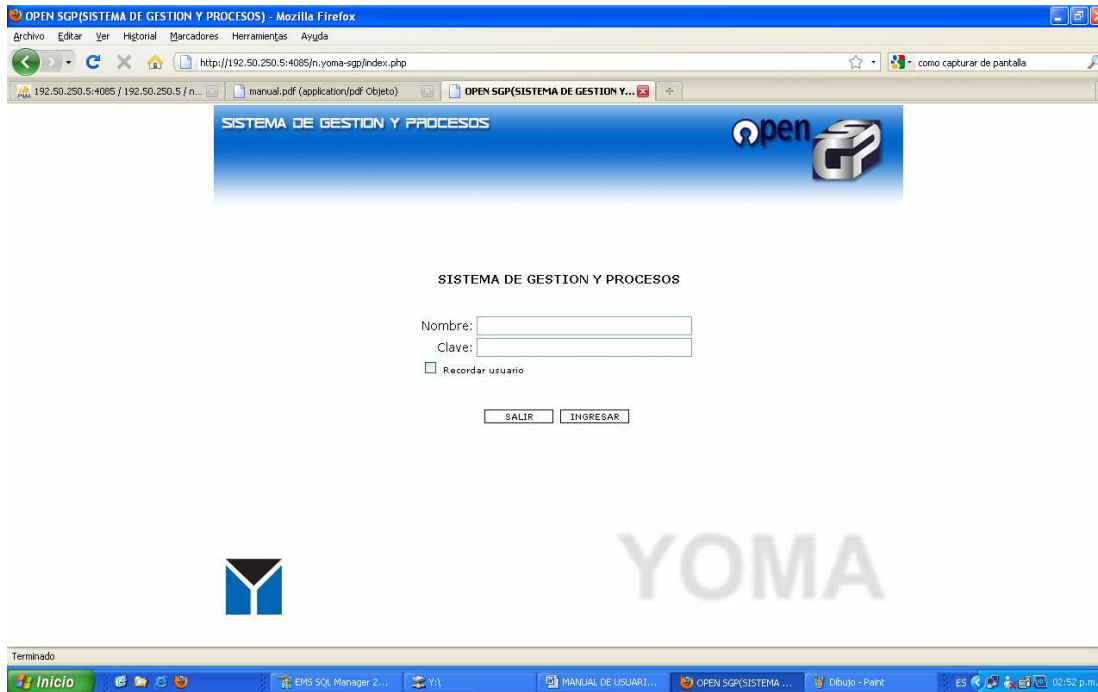 OPEN SGP(SISTEMA DE GESTION Y PROCESOS) - Mozilla Firefox
Archivo Editar Ver Historial Marcadores Herramientas Ayuda
http://192.50.250.5:4085/n.yoma-sgp/index.php
como capturar de pantalla
192.50.250.5:4085 / 192.50.250.5 / n...
manual.pdf (application/pdf Objeto)
OPEN SGP(SISTEMA DE GESTION Y...
SISTEMA DE GESTION Y PROCESOS
open SGP
SISTEMA DE GESTION Y PROCESOS
Nombre:
Clave:
Recordar usuario
SALIR
INGRESAR
YOMA
Terminado
Inicio
EMS SQL Manager 2...
Y:\
MANUAL DE USUARI...
OPEN SGP(SISTEMA ...
Dibujo - Paint
ES
02:52 p.m.